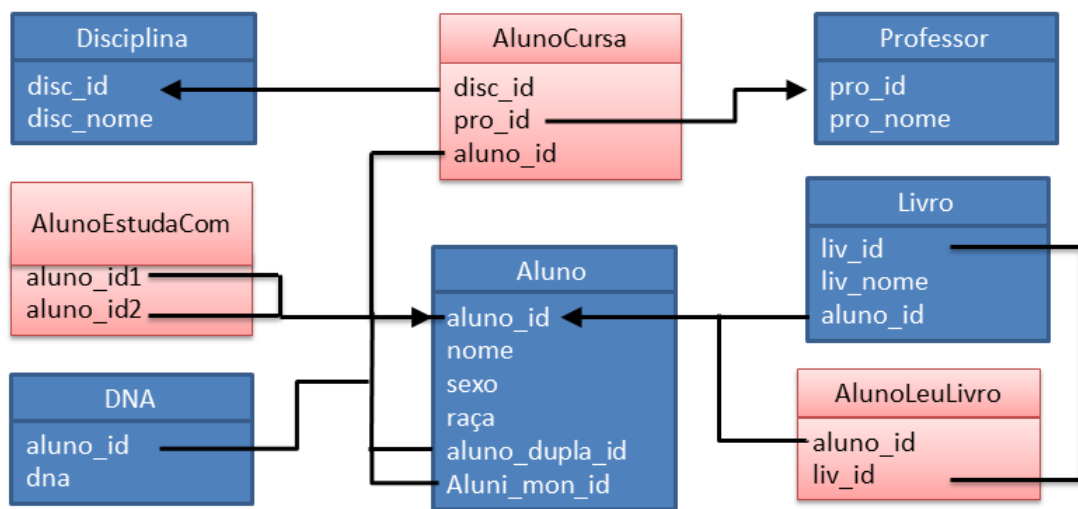 Disciplina
disc_id
disc_nome
AlunoCursa
disc_id
pro_id
aluno_id
Professor
pro_id
pro_nome
AlunoEstudaCom
aluno_id1
aluno_id2
Aluno
aluno_id
nome
sexo
raça
aluno_dupla_id
Aluni_mon_id
Livro
liv_id
liv_nome
aluno_id
DNA
aluno_id
dna
AlunoLeuLivro
aluno_id
liv_id